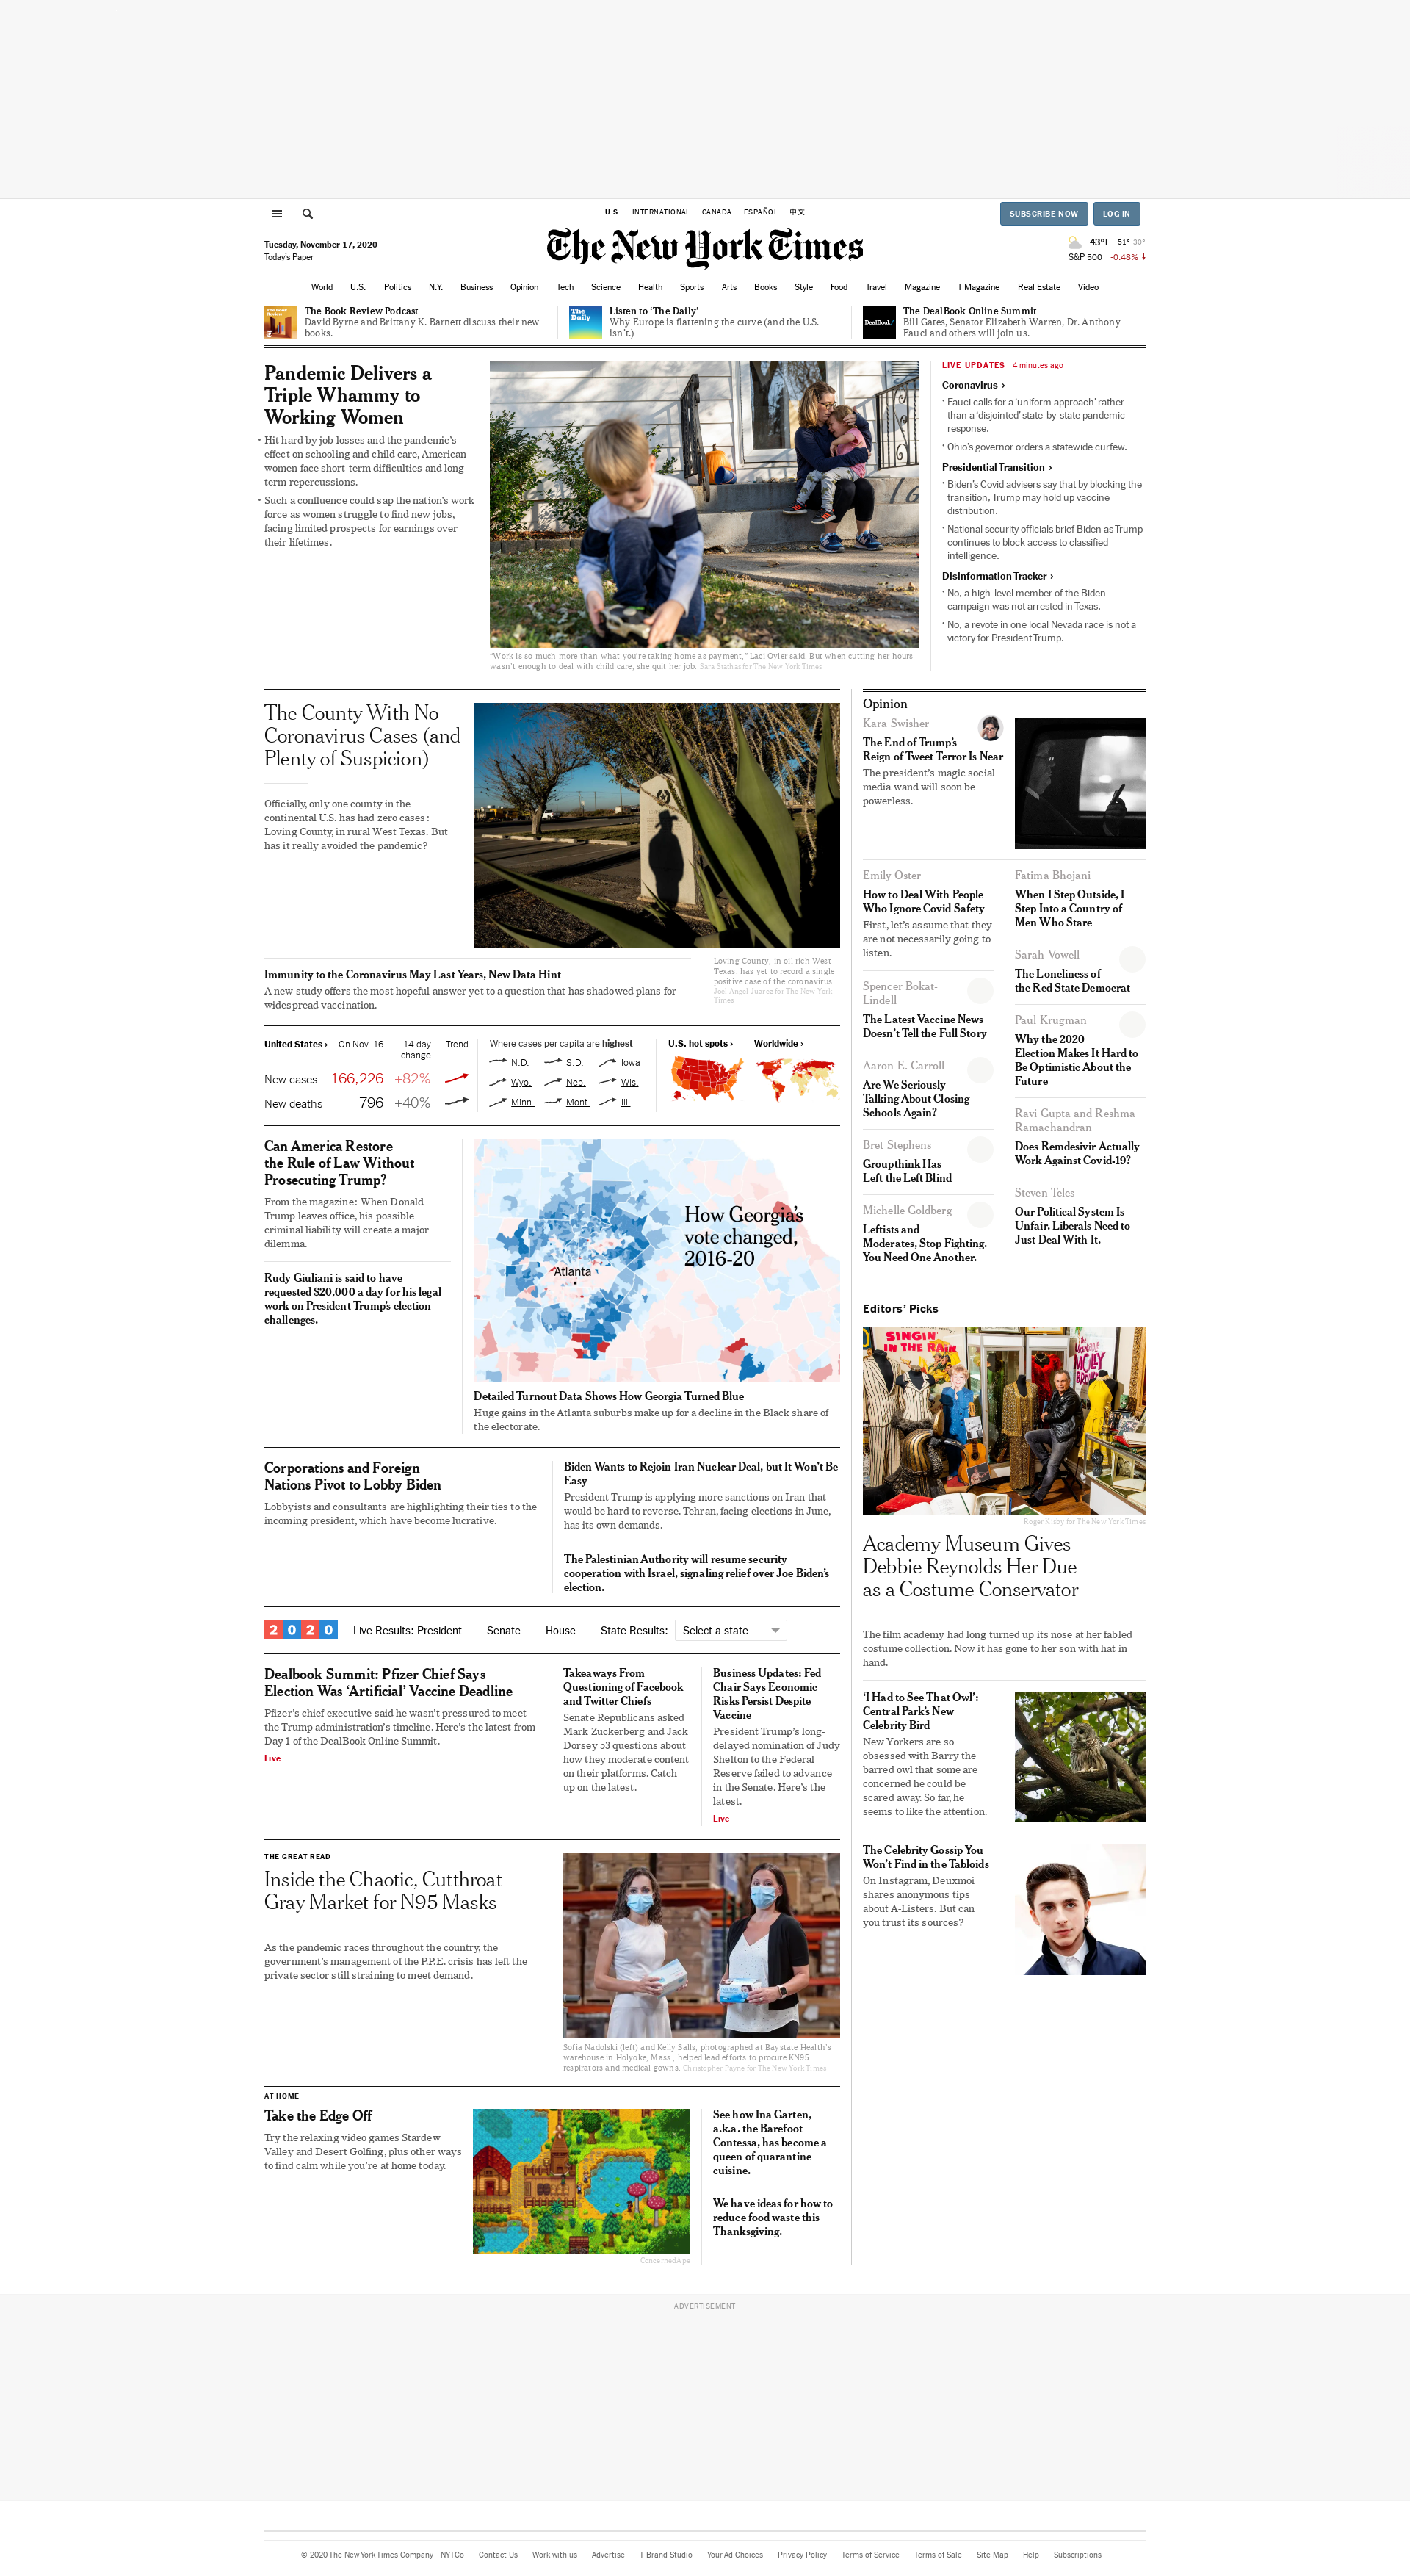 U.S. INTERNATIONAL CANADA ESPAÑOL 中文
SUBSCRIBE NOW LOG IN
Tuesday, November 17, 2020
Today's Paper
The New York Times
43°F 51° 30°
S&P 500 -0.48%
World U.S. Politics N.Y. Business Opinion Tech Science Health Sports Arts Books Style Food Travel Magazine T Magazine Real Estate Video
The Book Review Podcast
David Byrne and Brittany K. Barnett discuss their new
books.
The Daily
Listen to ‘The Daily’
Why Europe is flattening the curve (and the U.S.
isn’t.)
DealBook/
The DealBook Online Summit
Bill Gates, Senator Elizabeth Warren, Dr. Anthony
Fauci and others will join us.
Pandemic Delivers a
Triple Whammy to
Working Women
• Hit hard by job losses and the pandemic’s
effect on schooling and child care, American
women face short-term difficulties and long-
term repercussions.
• Such a confluence could sap the nation’s work
force as women struggle to find new jobs,
facing limited prospects for earnings over
their lifetimes.
“Work is so much more than what you’re taking home as payment,” Laci Oyler said. But when cutting her hours
wasn’t enough to deal with child care, she quit her job. Sara Stathas for The New York Times
LIVE UPDATES 4 minutes ago
Coronavirus ›
• Fauci calls for a ‘uniform approach’ rather
than a ‘disjointed’ state-by-state pandemic
response.
• Ohio’s governor orders a statewide curfew.
Presidential Transition ›
• Biden’s Covid advisers say that by blocking the
transition, Trump may hold up vaccine
distribution.
• National security officials brief Biden as Trump
continues to block access to classified
intelligence.
Disinformation Tracker ›
• No, a high-level member of the Biden
campaign was not arrested in Texas.
• No, a revote in one local Nevada race is not a
victory for President Trump.
The County With No
Coronavirus Cases (and
Plenty of Suspicion)
Officially, only one county in the
continental U.S. has had zero cases:
Loving County, in rural West Texas. But
has it really avoided the pandemic?
Loving County, in oil-rich West
Texas, has yet to record a single
positive case of the coronavirus.
Joel Angel Juarez for The New York
Times
Immunity to the Coronavirus May Last Years, New Data Hint
A new study offers the most hopeful answer yet to a question that has shadowed plans for
widespread vaccination.
United States › On Nov. 16 14-day
change Trend
New cases 166,226 +82%
New deaths 796 +40%
Where cases per capita are highest
N.D. S.D. Iowa
Wyo. Neb. Wis.
Minn. Mont. Ill.
U.S. hot spots › Worldwide ›
Can America Restore
the Rule of Law Without
Prosecuting Trump?
From the magazine: When Donald
Trump leaves office, his possible
criminal liability will create a major
dilemma.
Rudy Giuliani is said to have
requested $20,000 a day for his legal
work on President Trump’s election
challenges.
How Georgia’s
vote changed,
2016-20
Atlanta
Detailed Turnout Data Shows How Georgia Turned Blue
Huge gains in the Atlanta suburbs make up for a decline in the Black share of
the electorate.
Corporations and Foreign
Nations Pivot to Lobby Biden
Lobbyists and consultants are highlighting their ties to the
incoming president, which have become lucrative.
Biden Wants to Rejoin Iran Nuclear Deal, but It Won’t Be
Easy
President Trump is applying more sanctions on Iran that
would be hard to reverse. Tehran, facing elections in June,
has its own demands.
The Palestinian Authority will resume security
cooperation with Israel, signaling relief over Joe Biden’s
election.
2020 Live Results: President Senate House State Results: Select a state
Dealbook Summit: Pfizer Chief Says
Election Was ‘Artificial’ Vaccine Deadline
Pfizer’s chief executive said he wasn’t pressured to meet
the Trump administration’s timeline. Here’s the latest from
Day 1 of the DealBook Online Summit.
Live
Takeaways From
Questioning of Facebook
and Twitter Chiefs
Senate Republicans asked
Mark Zuckerberg and Jack
Dorsey 53 questions about
how they moderate content
on their platforms. Catch
up on the latest.
Business Updates: Fed
Chair Says Economic
Risks Persist Despite
Vaccine
President Trump’s long-
delayed nomination of Judy
Shelton to the Federal
Reserve failed to advance
in the Senate. Here’s the
latest.
Live
THE GREAT READ
Inside the Chaotic, Cutthroat
Gray Market for N95 Masks
As the pandemic races throughout the country, the
government’s management of the P.P.E. crisis has left the
private sector still straining to meet demand.
Sofia Nadolski (left) and Kelly Salls, photographed at Baystate Health’s
warehouse in Holyoke, Mass., helped lead efforts to procure KN95
respirators and medical gowns. Christopher Payne for The New York Times
AT HOME
Take the Edge Off
Try the relaxing video games Stardew
Valley and Desert Golfing, plus other ways
to find calm while you’re at home today.
ConcernedApe
See how Ina Garten,
a.k.a. the Barefoot
Contessa, has become a
queen of quarantine
cuisine.
We have ideas for how to
reduce food waste this
Thanksgiving.
Opinion
Kara Swisher
The End of Trump’s
Reign of Tweet Terror Is Near
The president’s magic social
media wand will soon be
powerless.
Emily Oster
How to Deal With People
Who Ignore Covid Safety
First, let’s assume that they
are not necessarily going to
listen.
Spencer Bokat-
Lindell
The Latest Vaccine News
Doesn’t Tell the Full Story
Aaron E. Carroll
Are We Seriously
Talking About Closing
Schools Again?
Bret Stephens
Groupthink Has
Left the Left Blind
Michelle Goldberg
Leftists and
Moderates, Stop Fighting.
You Need One Another.
Fatima Bhojani
When I Step Outside, I
Step Into a Country of
Men Who Stare
Sarah Vowell
The Loneliness of
the Red State Democrat
Paul Krugman
Why the 2020
Election Makes It Hard to
Be Optimistic About the
Future
Ravi Gupta and Reshma
Ramachandran
Does Remdesivir Actually
Work Against Covid-19?
Steven Teles
Our Political System Is
Unfair. Liberals Need to
Just Deal With It.
Editors’ Picks
SINGIN’
IN THE RAIN
MOLLY
Roger Kisby for The New York Times
Academy Museum Gives
Debbie Reynolds Her Due
as a Costume Conservator
The film academy had long turned up its nose at her fabled
costume collection. Now it has gone to her son with hat in
hand.
‘I Had to See That Owl’:
Central Park’s New
Celebrity Bird
New Yorkers are so
obsessed with Barry the
barred owl that some are
concerned he could be
scared away. So far, he
seems to like the attention.
The Celebrity Gossip You
Won’t Find in the Tabloids
On Instagram, Deuxmoi
shares anonymous tips
about A-Listers. But can
you trust its sources?
ADVERTISEMENT
© 2020 The New York Times Company NYTCo Contact Us Work with us Advertise T Brand Studio Your Ad Choices Privacy Policy Terms of Service Terms of Sale Site Map Help Subscriptions